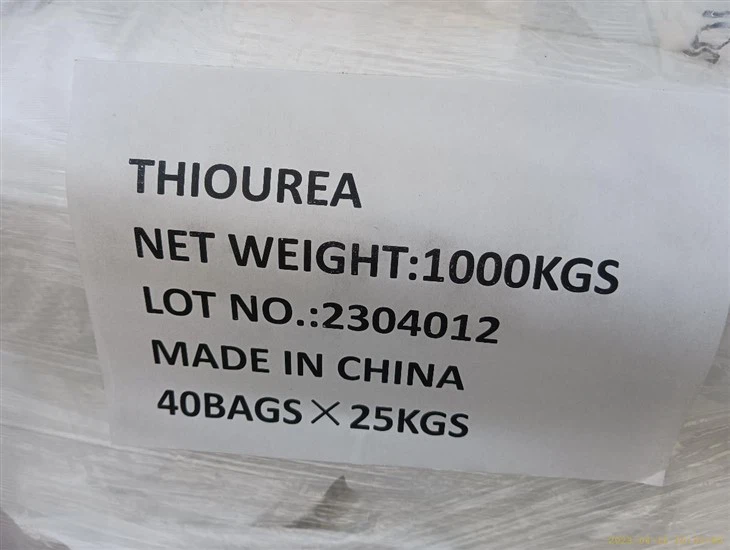 THIOUREA
NET WEIGHT:1000KGS
LOT NO.:2304012
MADE IN CHINA
40BAGS×25KGS